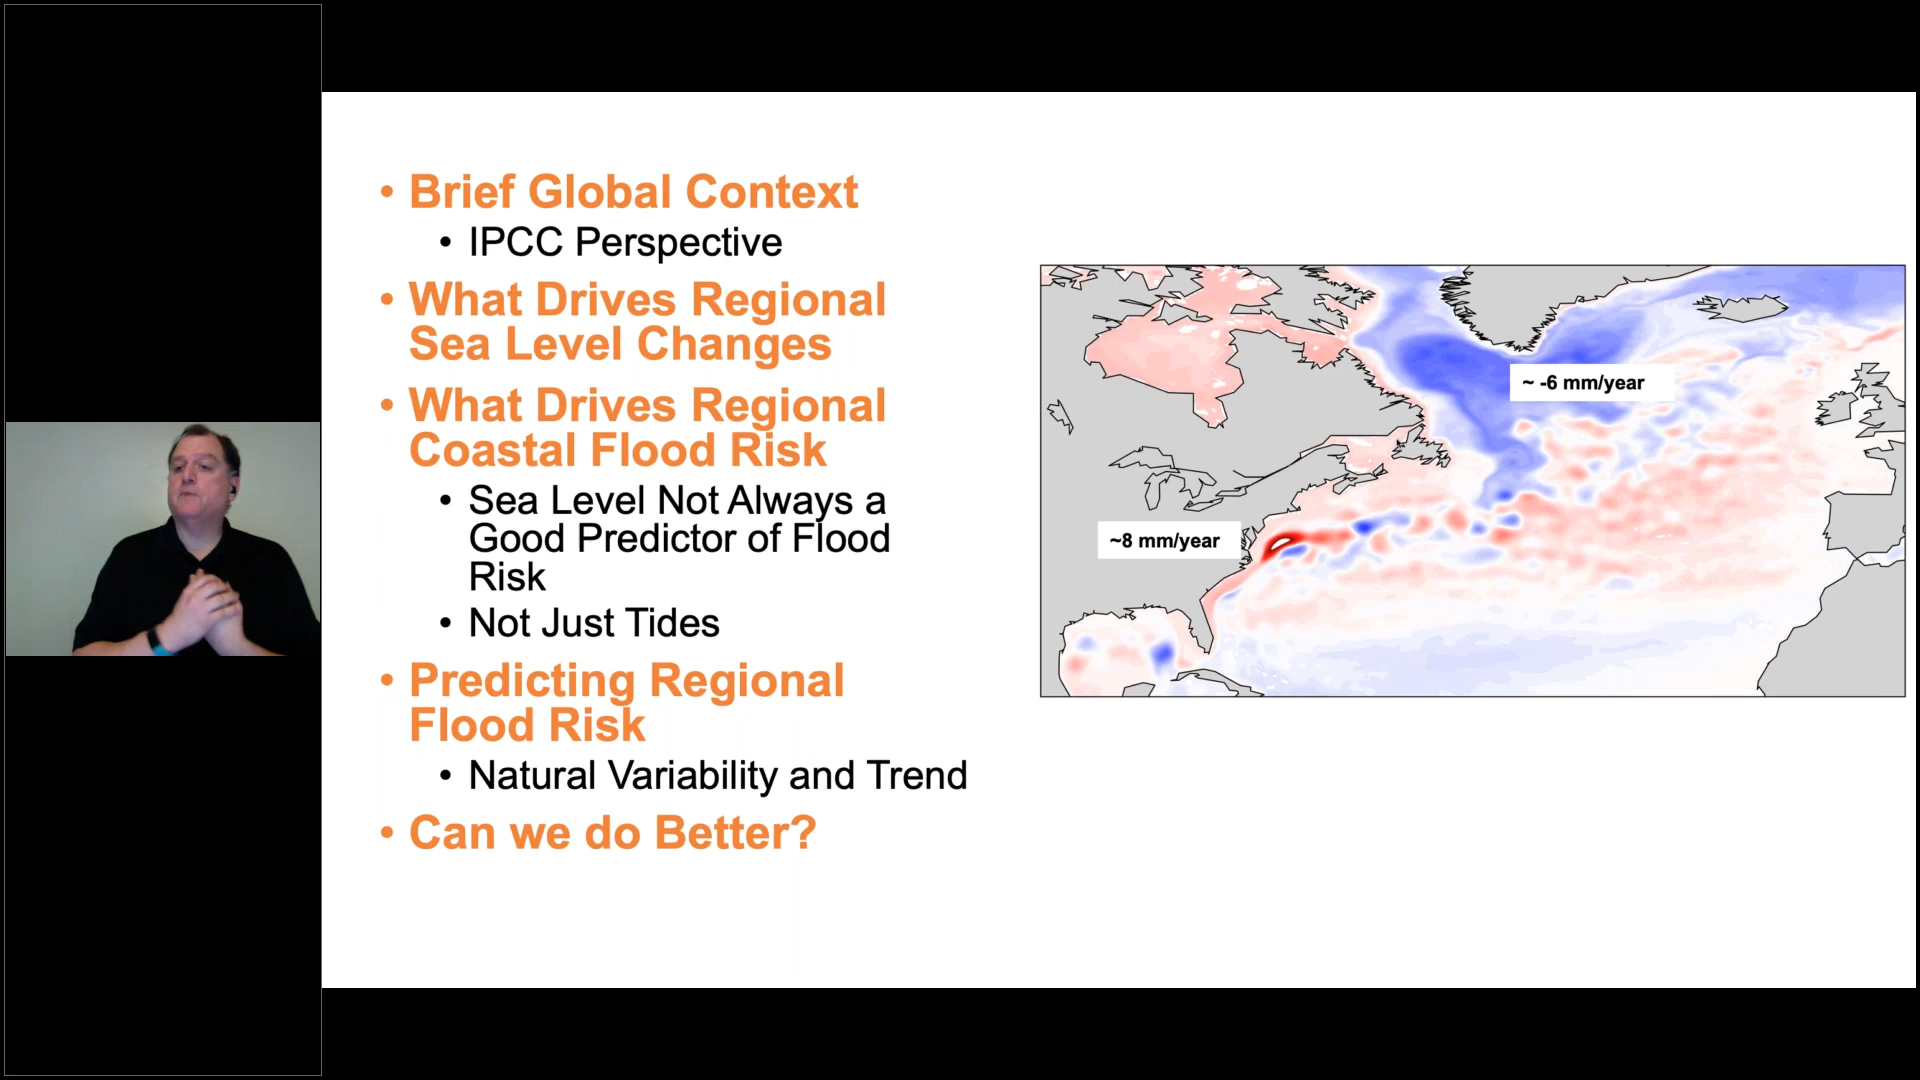 • Brief Global Context
• IPCC Perspective
• What Drives Regional
Sea Level Changes
• What Drives Regional
Coastal Flood Risk
• Sea Level Not Always a
Good Predictor of Flood
Risk
• Not Just Tides
• Predicting Regional
Flood Risk
• Natural Variability and Trend
• Can we do Better?
~ -6 mm/year
~8 mm/year